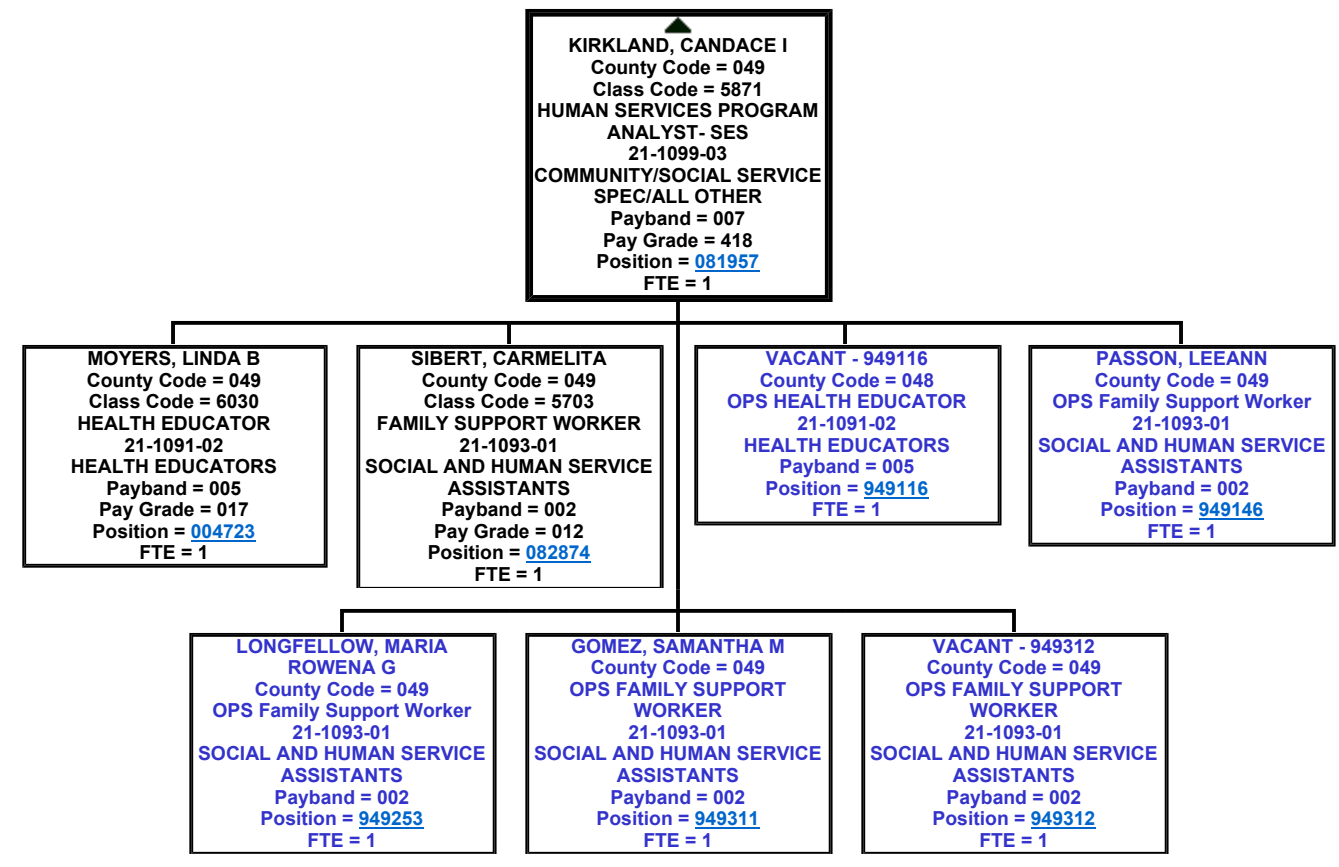 KIRKLAND, CANDACE I
County Code = 049
Class Code = 5871
HUMAN SERVICES PROGRAM
ANALYST- SES
21-1099-03
COMMUNITY/SOCIAL SERVICE
SPEC/ALL OTHER
Payband = 007
Pay Grade = 418
Position = 081957
FTE = 1
MOYERS, LINDA B
County Code = 049
Class Code = 6030
HEALTH EDUCATOR
21-1091-02
HEALTH EDUCATORS
Payband = 005
Pay Grade = 017
Position = 004723
FTE = 1
SIBERT, CARMELITA
County Code = 049
Class Code = 5703
FAMILY SUPPORT WORKER
21-1093-01
SOCIAL AND HUMAN SERVICE
ASSISTANTS
Payband = 002
Pay Grade = 012
Position = 082874
FTE = 1
VACANT - 949116
County Code = 048
OPS HEALTH EDUCATOR
21-1091-02
HEALTH EDUCATORS
Payband = 005
Position = 949116
FTE = 1
PASSON, LEEANN
County Code = 049
OPS Family Support Worker
21-1093-01
SOCIAL AND HUMAN SERVICE
ASSISTANTS
Payband = 002
Position = 949146
FTE = 1
LONGFELLOW, MARIA
ROWENA G
County Code = 049
OPS Family Support Worker
21-1093-01
SOCIAL AND HUMAN SERVICE
ASSISTANTS
Payband = 002
Position = 949253
FTE = 1
GOMEZ, SAMANTHA M
County Code = 049
OPS FAMILY SUPPORT
WORKER
21-1093-01
SOCIAL AND HUMAN SERVICE
ASSISTANTS
Payband = 002
Position = 949311
FTE = 1
VACANT - 949312
County Code = 049
OPS FAMILY SUPPORT
WORKER
21-1093-01
SOCIAL AND HUMAN SERVICE
ASSISTANTS
Payband = 002
Position = 949312
FTE = 1